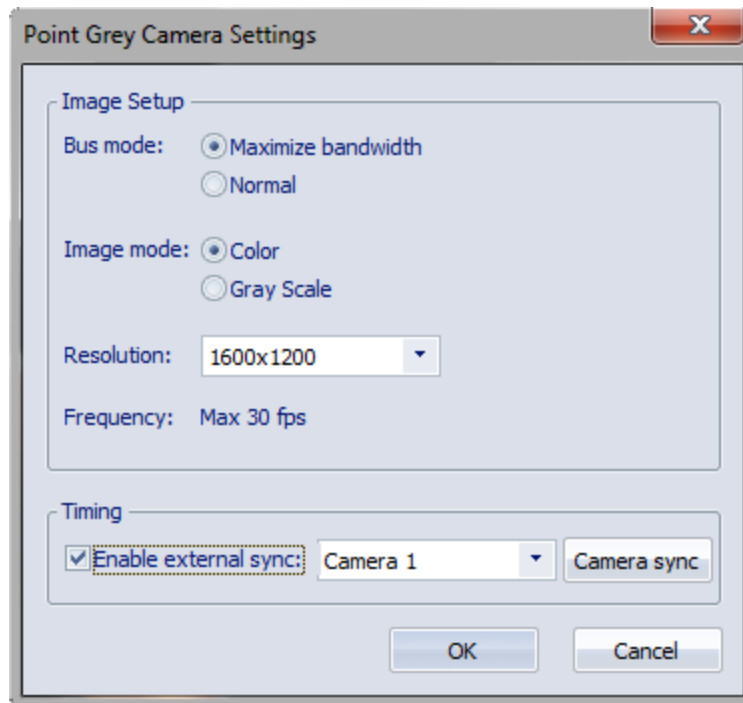 Point Grey Camera Settings
Image Setup
Bus mode: Maximize bandwidth
Normal
Image mode: Color
Gray Scale
Resolution: 1600x1200
Frequency: Max 30 fps
Timing
Enable external sync: Camera 1 Camera sync
OK Cancel